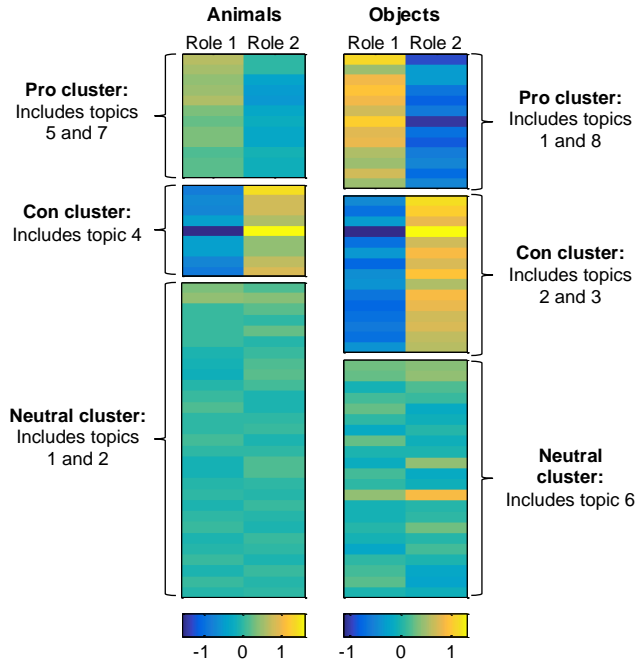 Animals
Objects
Role 1 Role 2
Role 1 Role 2
Pro cluster:
Includes topics
5 and 7
Con cluster:
Includes topic 4
Neutral cluster:
Includes topics
1 and 2
Pro cluster:
Includes topics
1 and 8
Con cluster:
Includes topics
2 and 3
Neutral
cluster:
Includes topic 6
-1 0 1
-1 0 1